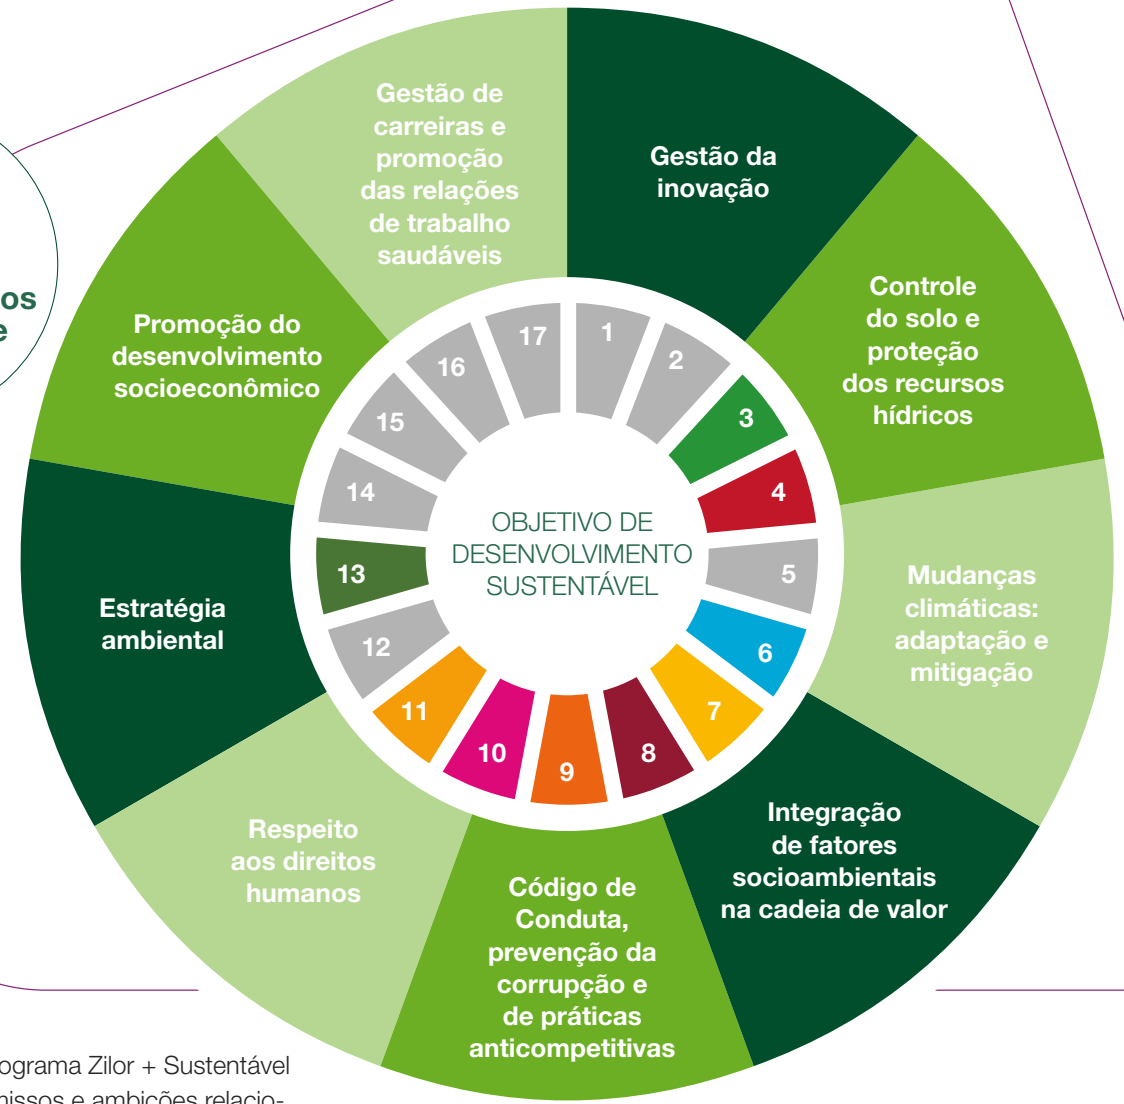 Gestão de
carreiras e
promoção
das relações
de trabalho
saudáveis
Gestão da
inovação
Controle
do solo e
proteção
dos recursos
hídricos
Mudanças
climáticas:
adaptação e
mitigação
Integração
de fatores
socioambientais
na cadeia de valor
Código de
Conduta,
prevenção da
corrupção e
de práticas
anticompetitivas
Respeito
aos direitos
humanos
Estratégia
ambiental
Promoção do
desenvolvimento
socioeconômico
os
e
1
2
3
4
5
6
7
8
9
10
11
12
13
14
15
16
17
OBJETIVO DE
DESENVOLVIMENTO
SUSTENTÁVEL
ograma Zilor + Sustentável
nissos e ambições relacio-